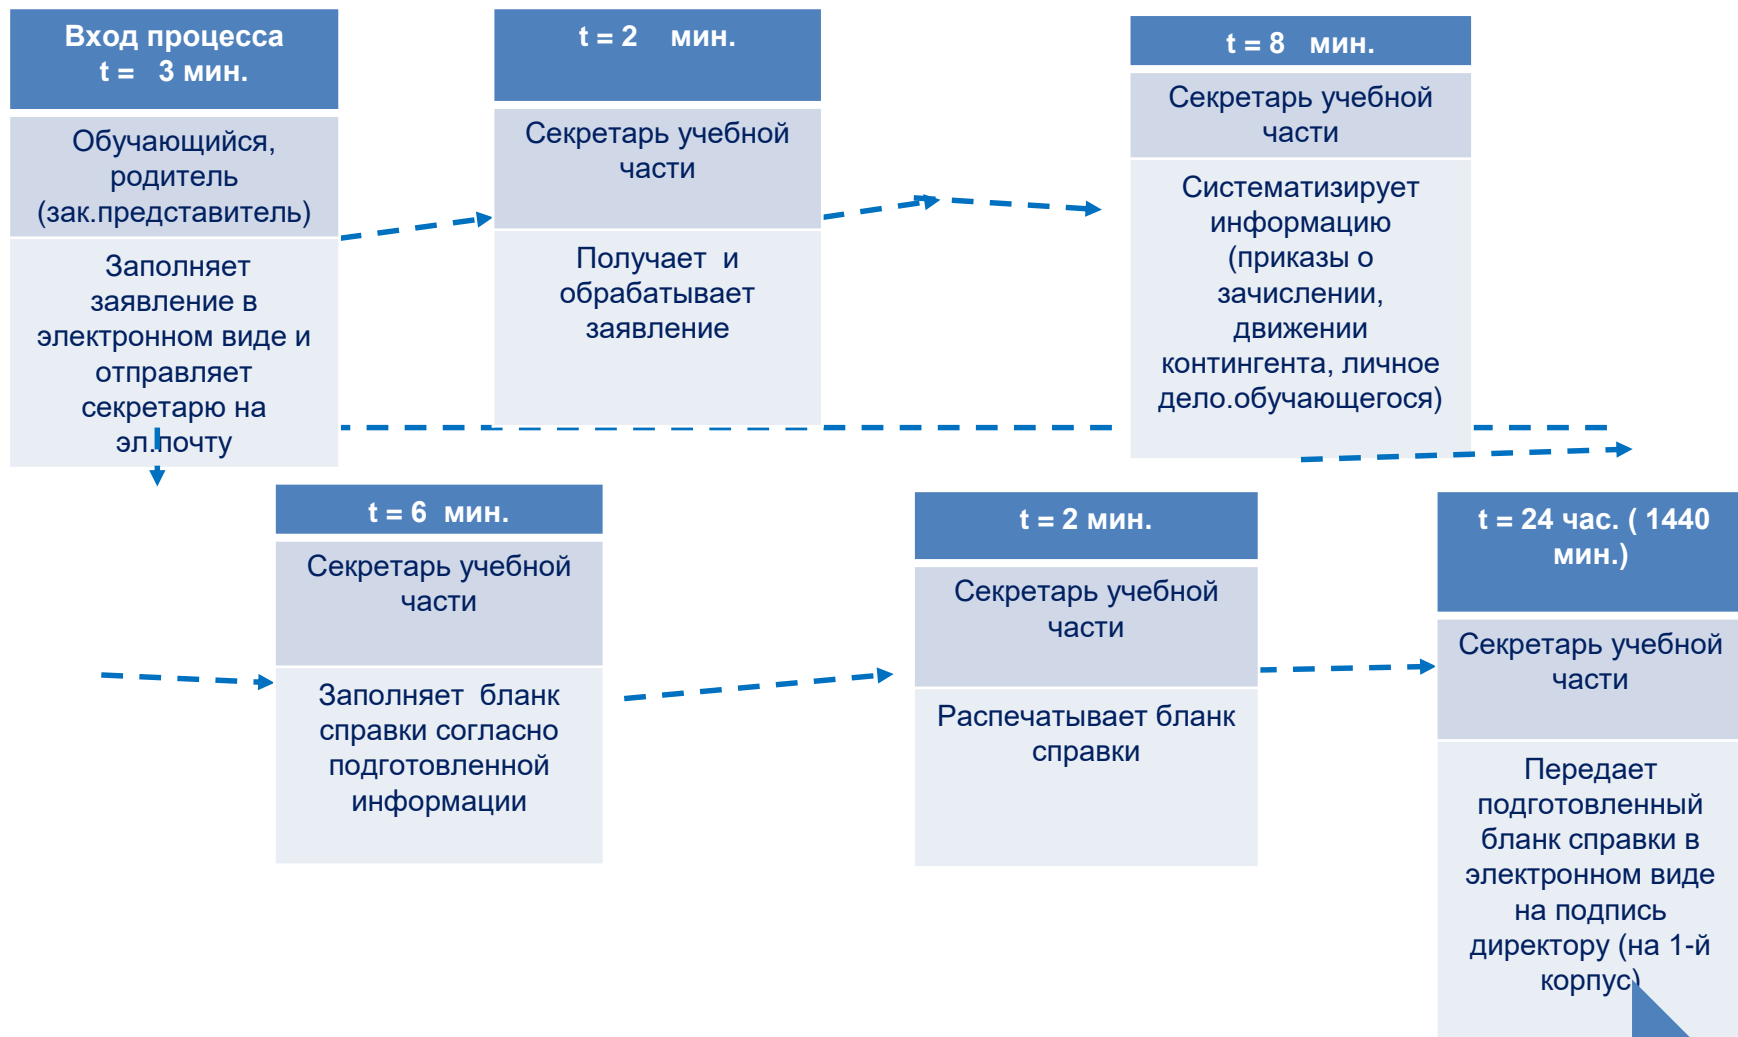 Вход процесса
t = 3 мин.
Обучающийся,
родитель
(зак.представитель)
Заполняет
заявление в
электронном виде и
отправляет
секретарю на
эл.почту
t = 2 мин.
Секретарь учебной
части
Получает и
обрабатывает
заявление
t = 8 мин.
Секретарь учебной
части
Систематизирует
информацию
(приказы о
зачислении,
движении
контингента, личное
дело.обучающегося)
t = 6 мин.
Секретарь учебной
части
Заполняет бланк
справки согласно
подготовленной
информации
t = 2 мин.
Секретарь учебной
части
Распечатывает бланк
справки
t = 24 час. ( 1440
мин.)
Секретарь учебной
части
Передает
подготовленный
бланк справки в
электронном виде
на подпись
директору (на 1-й
корпус)